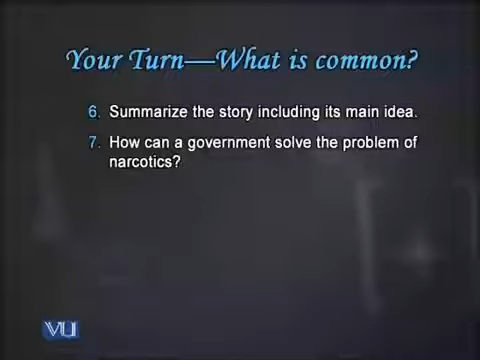 Your Turn—What is common?
6. Summarize the story including its main idea.
7. How can a government solve the problem of
narcotics?
VU